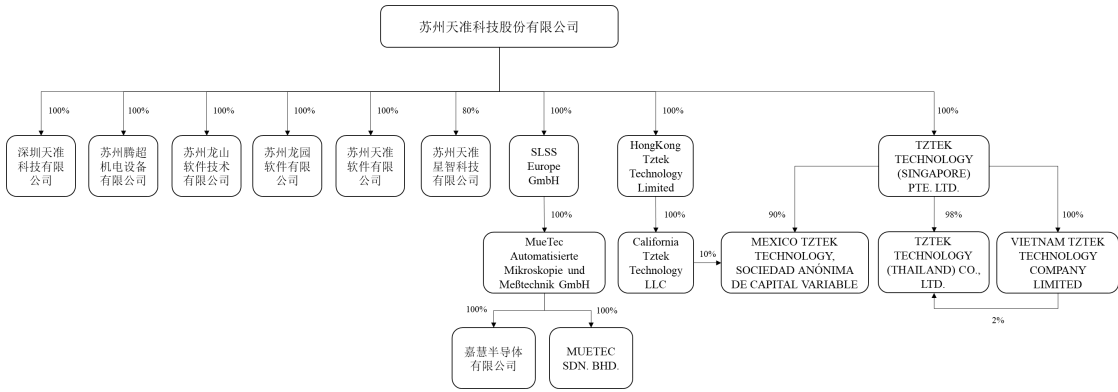 苏州天准科技股份有限公司
100%
100%
100%
100%
100%
80%
100%
100%
100%
深圳天准
科技有限
公司
苏州腾超
机电设备
有限公司
苏州龙山
软件技术
有限公司
苏州龙园
软件有限
公司
苏州天准
软件有限
公司
苏州天准
星智科技
有限公司
SLSS
Europe
GmbH
HongKong
Tztek
Technology
Limited
TZTEK
TECHNOLOGY
(SINGAPORE)
PTE. LTD.
100%
100%
90%
98%
100%
MueTec
Automatisierte
Mikroskopie und
Meßtechnik GmbH
California
Tztek
Technology
LLC
10%
MEXICO TZTEK
TECHNOLOGY,
SOCIEDAD ANÓNIMA
DE CAPITAL VARIABLE
TZTEK
TECHNOLOGY
(THAILAND) CO.,
LTD.
VIETNAM TZTEK
TECHNOLOGY
COMPANY
LIMITED
2%
100%
100%
嘉慧半导体
有限公司
MUETEC
SDN. BHD.